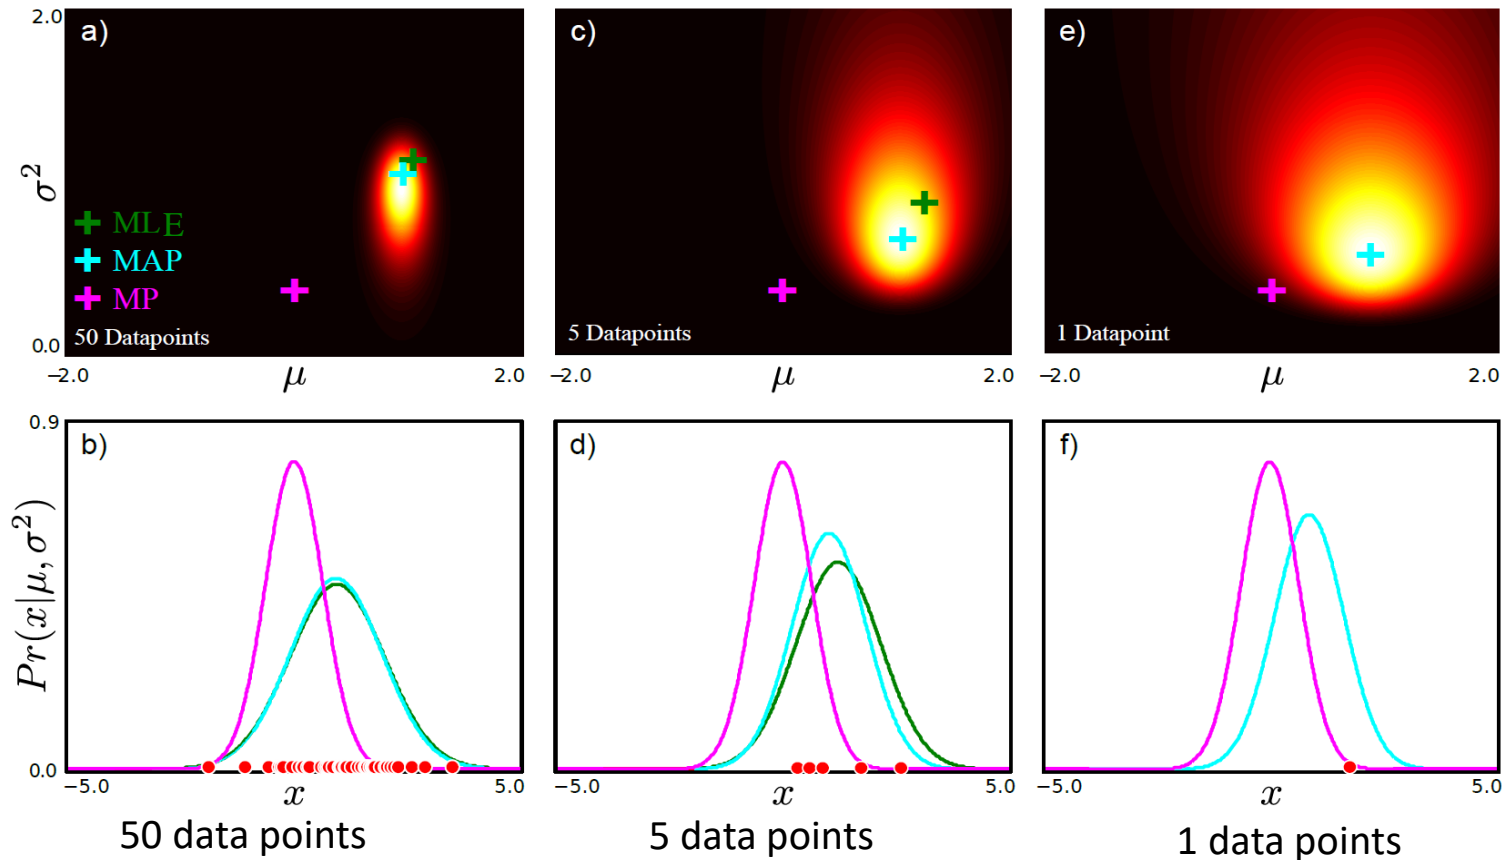 2.0
a)
c)
e)
σ²
MLE
MAP
MP
50 Datapoints
5 Datapoints
1 Datapoint
0.0
−2.0
μ
2.0
−2.0
μ
2.0
−2.0
μ
2.0
0.9
b)
d)
f)
Pr(x|μ, σ²)
0.0
−5.0
x
5.0
−5.0
x
5.0
−5.0
x
5.0
50 data points
5 data points
1 data points